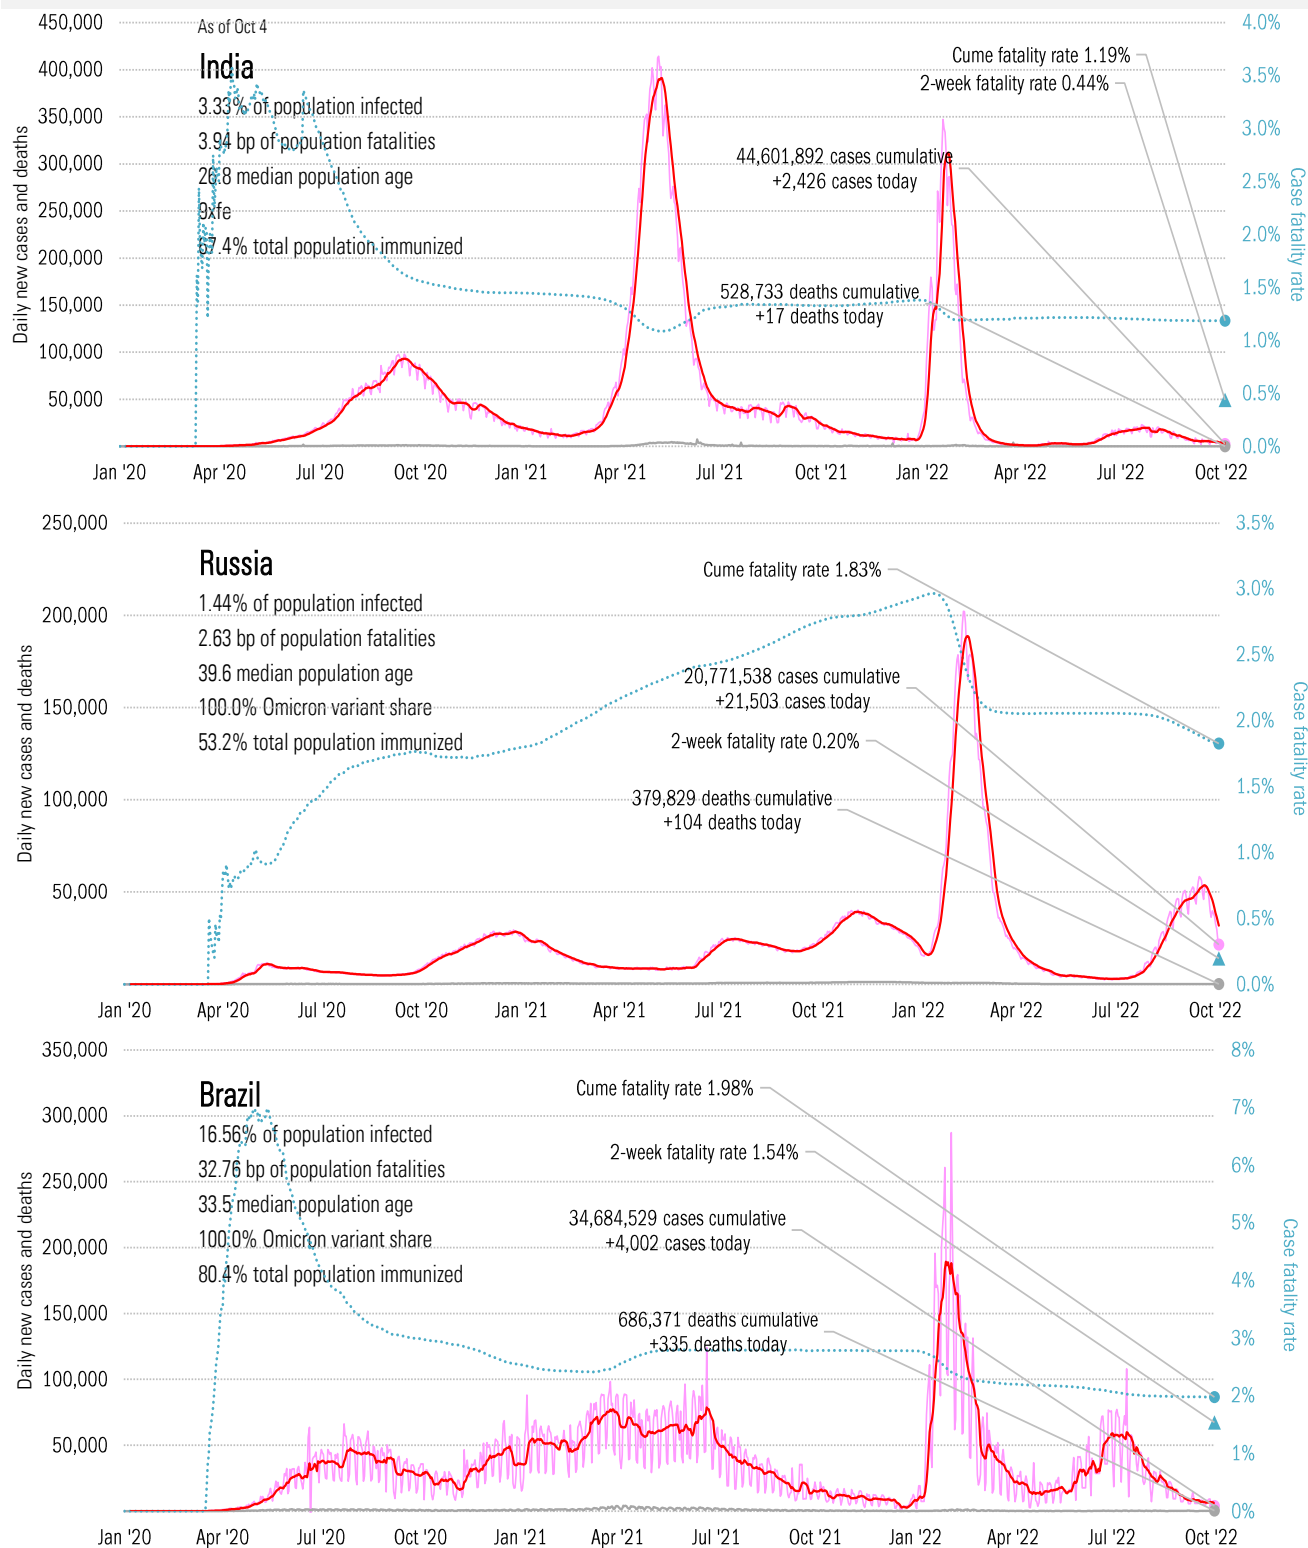 As of Oct 4
India
3.33% of population infected
3.94 bp of population fatalities
26.8 median population age
0xfe
67.4% total population immunized
Cume fatality rate 1.19%
2-week fatality rate 0.44%
44,601,892 cases cumulative
+2,426 cases today
528,733 deaths cumulative
+17 deaths today
Daily new cases and deaths
450,000
400,000
350,000
300,000
250,000
200,000
150,000
100,000
50,000
4.0%
3.5%
3.0%
2.5%
2.0%
1.5%
1.0%
0.5%
0.0%
Case fatality rate
Jan '20 Apr '20 Jul '20 Oct '20 Jan '21 Apr '21 Jul '21 Oct '21 Jan '22 Apr '22 Jul '22 Oct '22
Russia
1.44% of population infected
2.63 bp of population fatalities
39.6 median population age
100.0% Omicron variant share
53.2% total population immunized
Cume fatality rate 1.83%
20,771,538 cases cumulative
+21,503 cases today
2-week fatality rate 0.20%
379,829 deaths cumulative
+104 deaths today
Daily new cases and deaths
250,000
200,000
150,000
100,000
50,000
3.5%
3.0%
2.5%
2.0%
1.5%
1.0%
0.5%
0.0%
Case fatality rate
Jan '20 Apr '20 Jul '20 Oct '20 Jan '21 Apr '21 Jul '21 Oct '21 Jan '22 Apr '22 Jul '22 Oct '22
Brazil
16.56% of population infected
32.76 bp of population fatalities
33.5 median population age
100.0% Omicron variant share
80.4% total population immunized
Cume fatality rate 1.98%
2-week fatality rate 1.54%
34,684,529 cases cumulative
+4,002 cases today
686,371 deaths cumulative
+335 deaths today
Daily new cases and deaths
350,000
300,000
250,000
200,000
150,000
100,000
50,000
8%
7%
6%
5%
4%
3%
2%
1%
0%
Case fatality rate
Jan '20 Apr '20 Jul '20 Oct '20 Jan '21 Apr '21 Jul '21 Oct '21 Jan '22 Apr '22 Jul '22 Oct '22